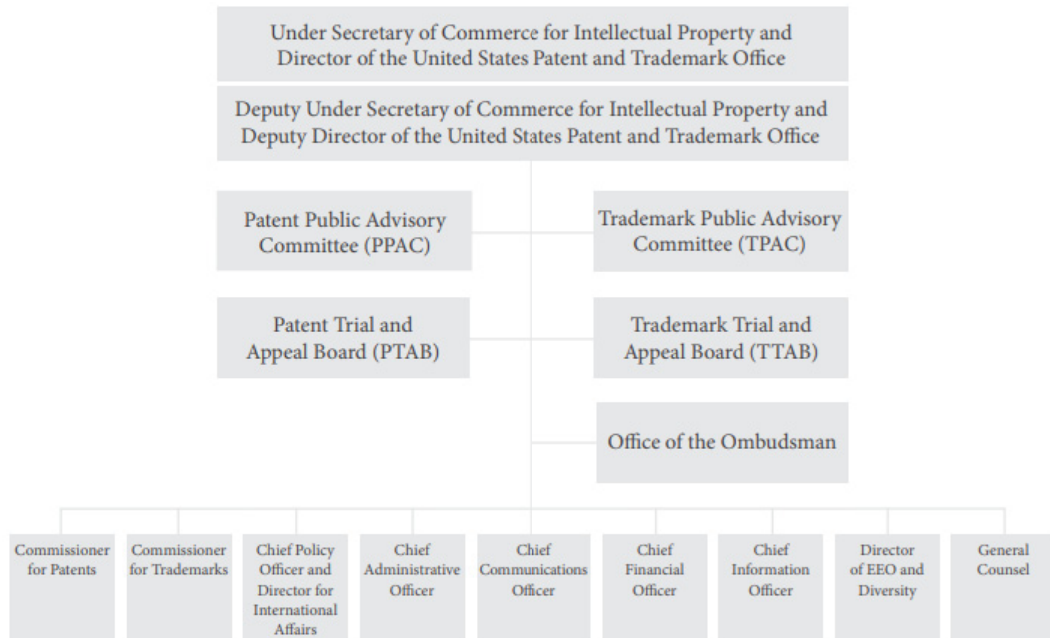 Under Secretary of Commerce for Intellectual Property and
Director of the United States Patent and Trademark Office
Deputy Under Secretary of Commerce for Intellectual Property and
Deputy Director of the United States Patent and Trademark Office
Patent Public Advisory
Committee (PPAC)
Trademark Public Advisory
Committee (TPAC)
Patent Trial and
Appeal Board (PTAB)
Trademark Trial and
Appeal Board (TTAB)
Office of the Ombudsman
Commissioner
for Patents
Commissioner
for Trademarks
Chief Policy
Officer and
Director for
International
Affairs
Chief
Administrative
Officer
Chief
Communications
Officer
Chief
Financial
Officer
Chief
Information
Officer
Director
of EEO and
Diversity
General
Counsel